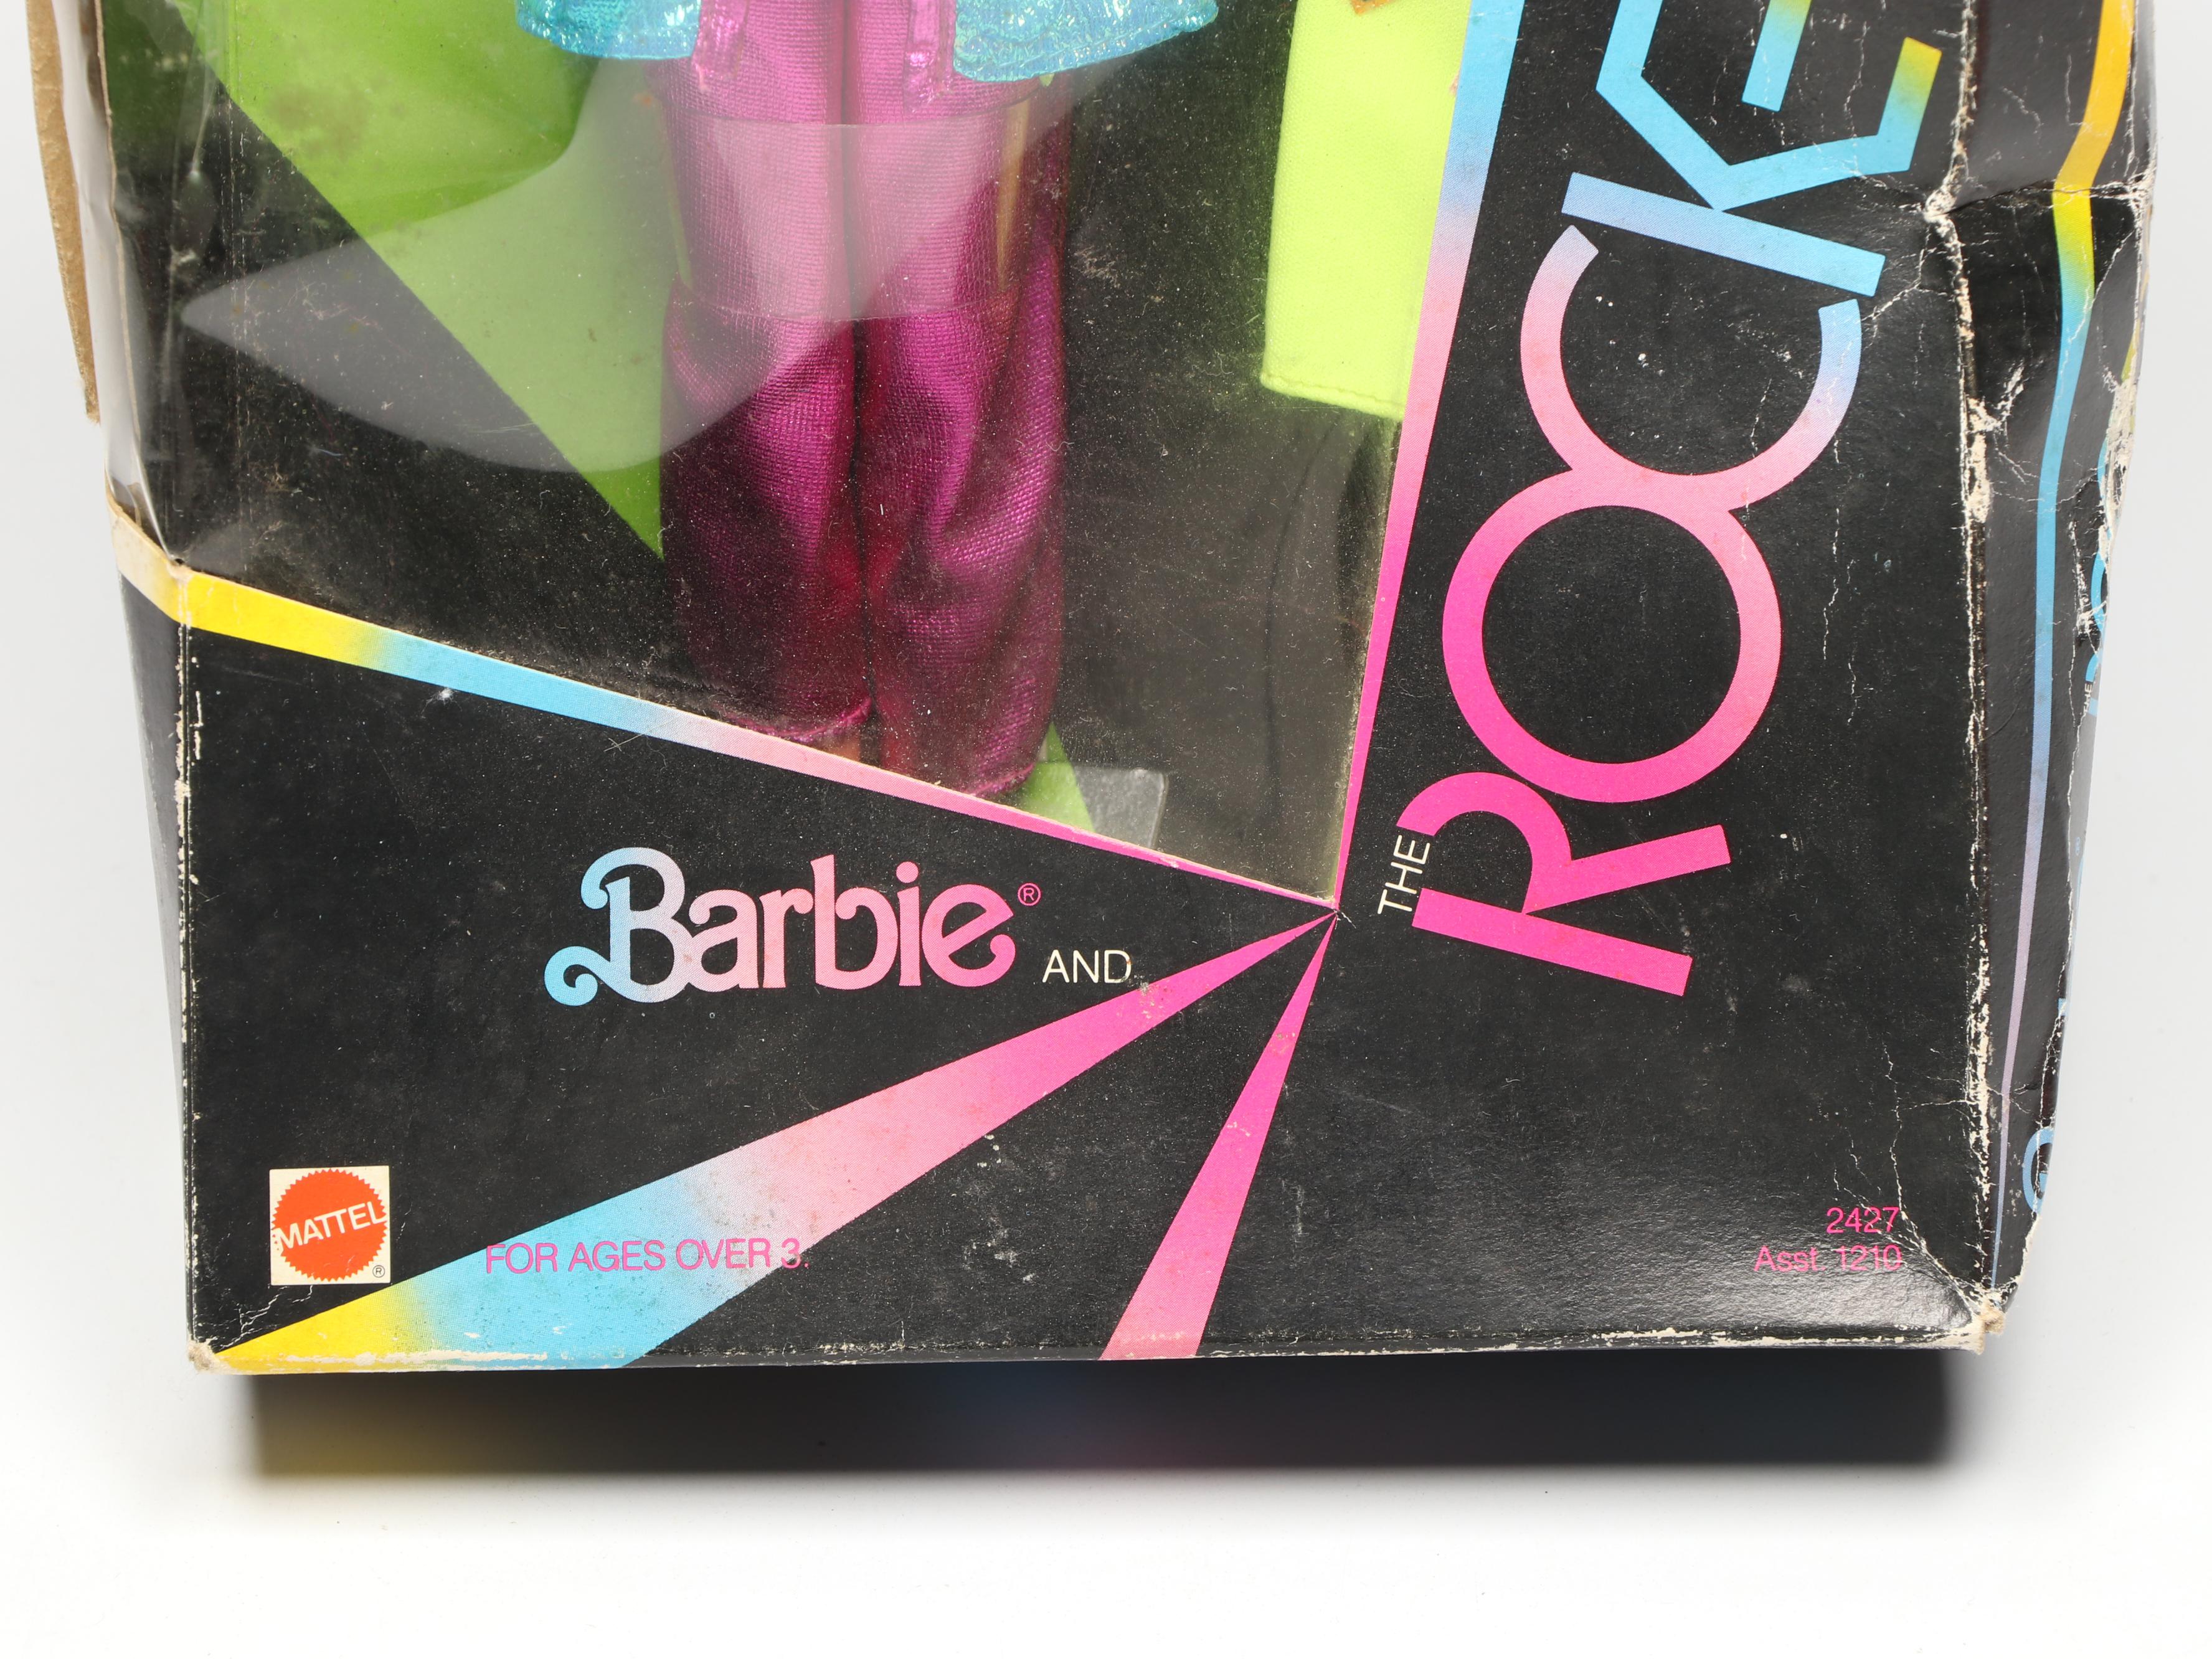 Barbie® AND
THE
ROCKE
MATTEL®
FOR AGES OVER 3.
2427
Asst. 1210